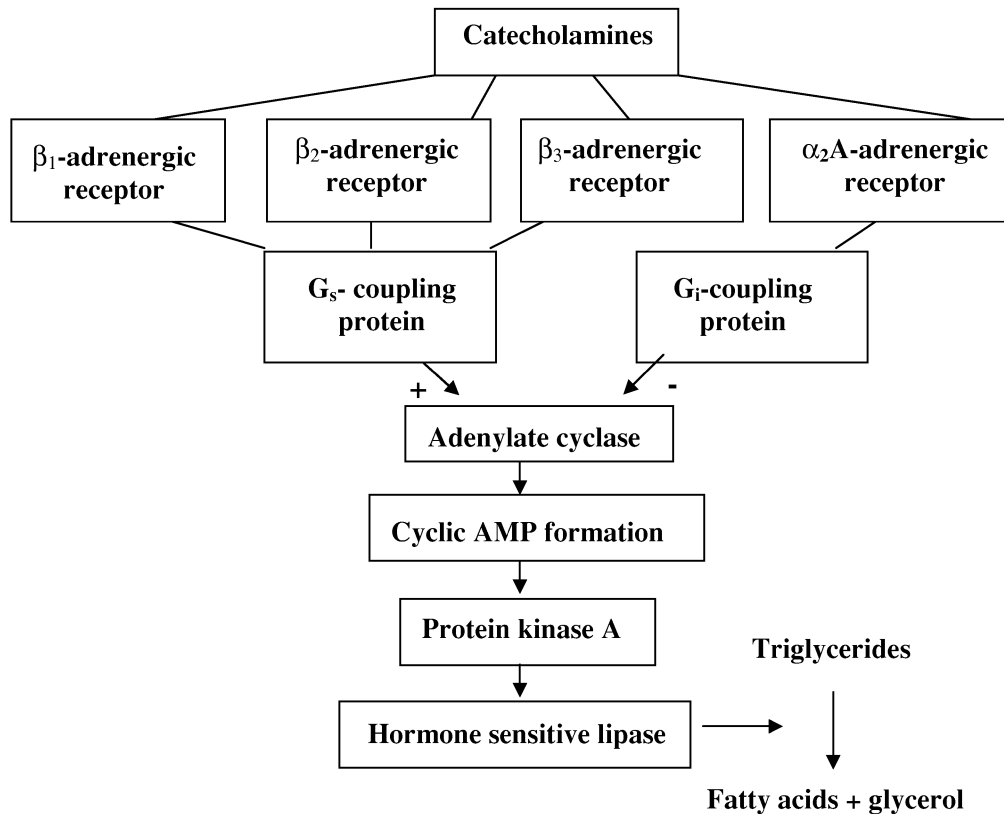 Catecholamines
β₁-adrenergic
receptor
β₂-adrenergic
receptor
β₃-adrenergic
receptor
α₂A-adrenergic
receptor
Gₛ- coupling
protein
Gᵢ-coupling
protein
+
-
Adenylate cyclase
Cyclic AMP formation
Protein kinase A
Triglycerides
Hormone sensitive lipase
Fatty acids + glycerol